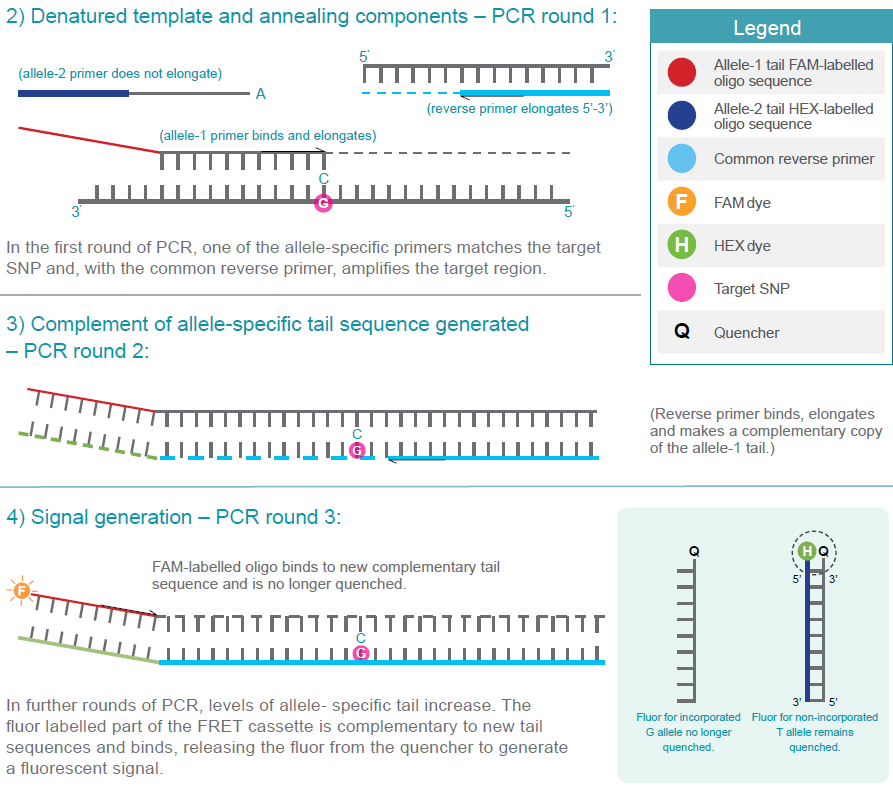 2) Denatured template and annealing components – PCR round 1:
(allele-2 primer does not elongate)
A
5'
3'
(reverse primer elongates 5'-3')
(allele-1 primer binds and elongates)
C
G
3'
5'
In the first round of PCR, one of the allele-specific primers matches the target
SNP and, with the common reverse primer, amplifies the target region.
Legend
Allele-1 tail FAM-labelled
oligo sequence
Allele-2 tail HEX-labelled
oligo sequence
Common reverse primer
F
FAM dye
H
HEX dye
Target SNP
Q
Quencher
3) Complement of allele-specific tail sequence generated
– PCR round 2:
C
G
(Reverse primer binds, elongates
and makes a complementary copy
of the allele-1 tail.)
4) Signal generation – PCR round 3:
FAM-labelled oligo binds to new complementary tail
sequence and is no longer quenched.
F
C
G
In further rounds of PCR, levels of allele- specific tail increase. The
fluor labelled part of the FRET cassette is complementary to new tail
sequences and binds, releasing the fluor from the quencher to generate
a fluorescent signal.
Q
Fluor for incorporated
G allele no longer
quenched.
H Q
5' 3'
3' 5'
Fluor for non-incorporated
T allele remains
quenched.